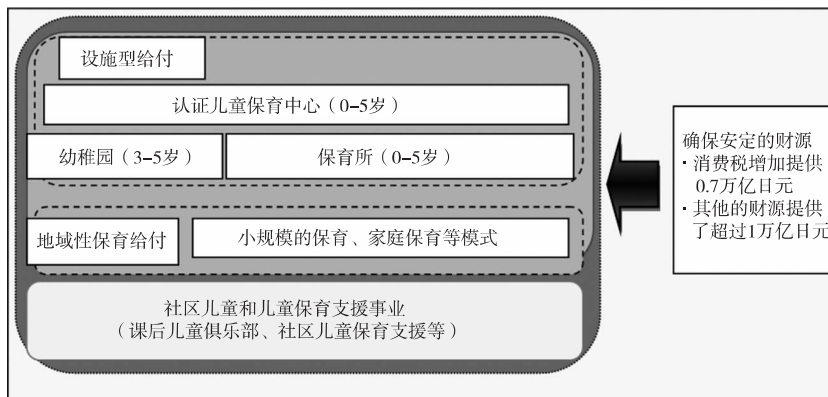 设施型给付
认证儿童保育中心（0–5岁）
幼稚园（3–5岁）
保育所（0–5岁）
地域性保育给付
小规模的保育、家庭保育等模式
社区儿童和儿童保育支援事业
（课后儿童俱乐部、社区儿童保育支援等）
确保安定的财源
·消费税增加提供
0.7万亿日元
·其他的财源提供
了超过1万亿日元